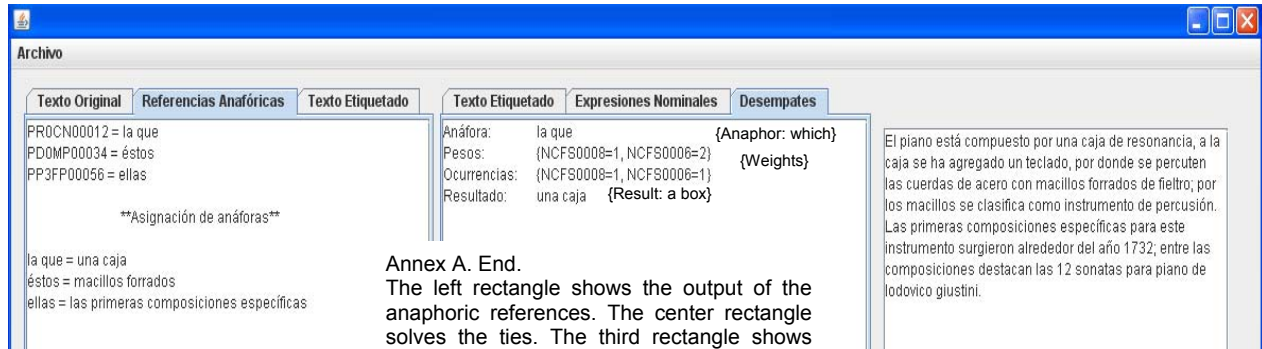 Archivo
Texto Original Referencias Anafóricas Texto Etiquetado
PR0CN00012 = la que
PD0MP00034 = éstos
PP3FP00056 = ellas
**Asignación de anáforas**
la que = una caja
éstos = macillos forrados
ellas = las primeras composiciones específicas
Texto Etiquetado Expresiones Nominales Desempates
Anáfora: la que {Anaphor: which}
Pesos: {NCFS0008=1, NCFS0006=2} {Weights}
Ocurrencias: {NCFS0008=1, NCFS0006=1}
Resultado: una caja {Result: a box}
Annex A. End.
The left rectangle shows the output of the
anaphoric references. The center rectangle
solves the ties. The third rectangle shows
El piano está compuesto por una caja de resonancia, a la
caja se ha agregado un teclado, por donde se percuten
las cuerdas de acero con macillos forrados de fieltro; por
los macillos se clasifica como instrumento de percusión.
Las primeras composiciones específicas para este
instrumento surgieron alrededor del año 1732; entre las
composiciones destacan las 12 sonatas para piano de
lodovico giustini.